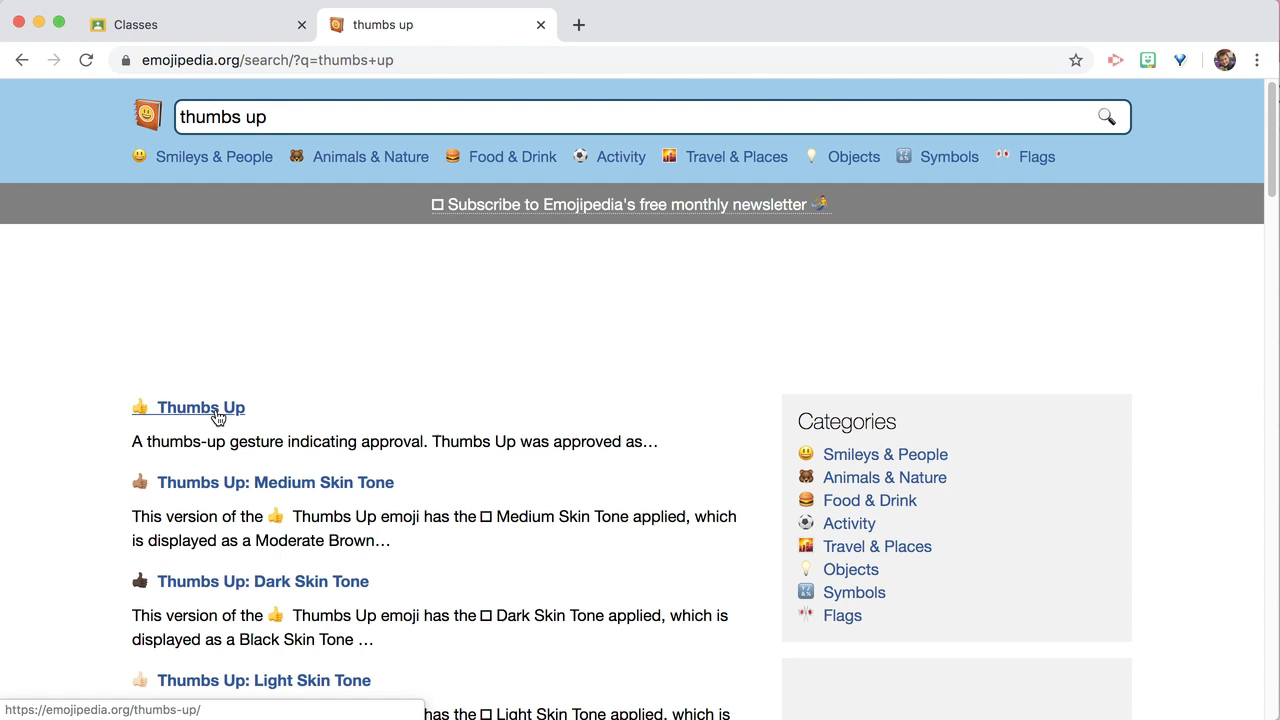 Classes
thumbs up
emojipedia.org/search/?q=thumbs+up
thumbs up
Smileys & People
Animals & Nature
Food & Drink
Activity
Travel & Places
Objects
Symbols
Flags
Subscribe to Emojipedia's free monthly newsletter
Thumbs Up
A thumbs-up gesture indicating approval. Thumbs Up was approved as…
Thumbs Up: Medium Skin Tone
This version of the 👍 Thumbs Up emoji has the □ Medium Skin Tone applied, which
is displayed as a Moderate Brown…
Thumbs Up: Dark Skin Tone
This version of the 👍 Thumbs Up emoji has the □ Dark Skin Tone applied, which is
displayed as a Black Skin Tone …
Thumbs Up: Light Skin Tone
has the □ Light Skin Tone applied, which is
Categories
Smileys & People
Animals & Nature
Food & Drink
Activity
Travel & Places
Objects
Symbols
Flags
https://emojipedia.org/thumbs-up/